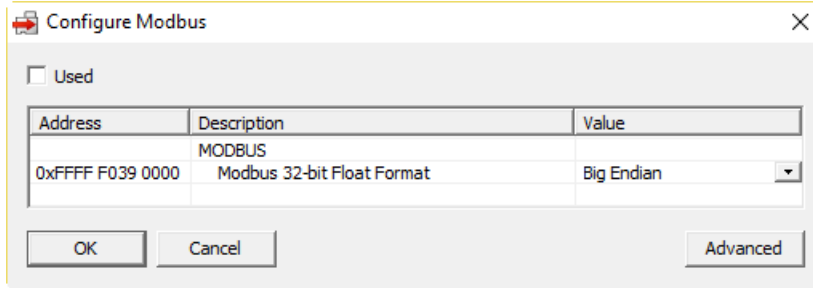 Configure Modbus
Used
Address Description Value
MODBUS
0xFFFF F039 0000 Modbus 32-bit Float Format Big Endian
OK Cancel Advanced